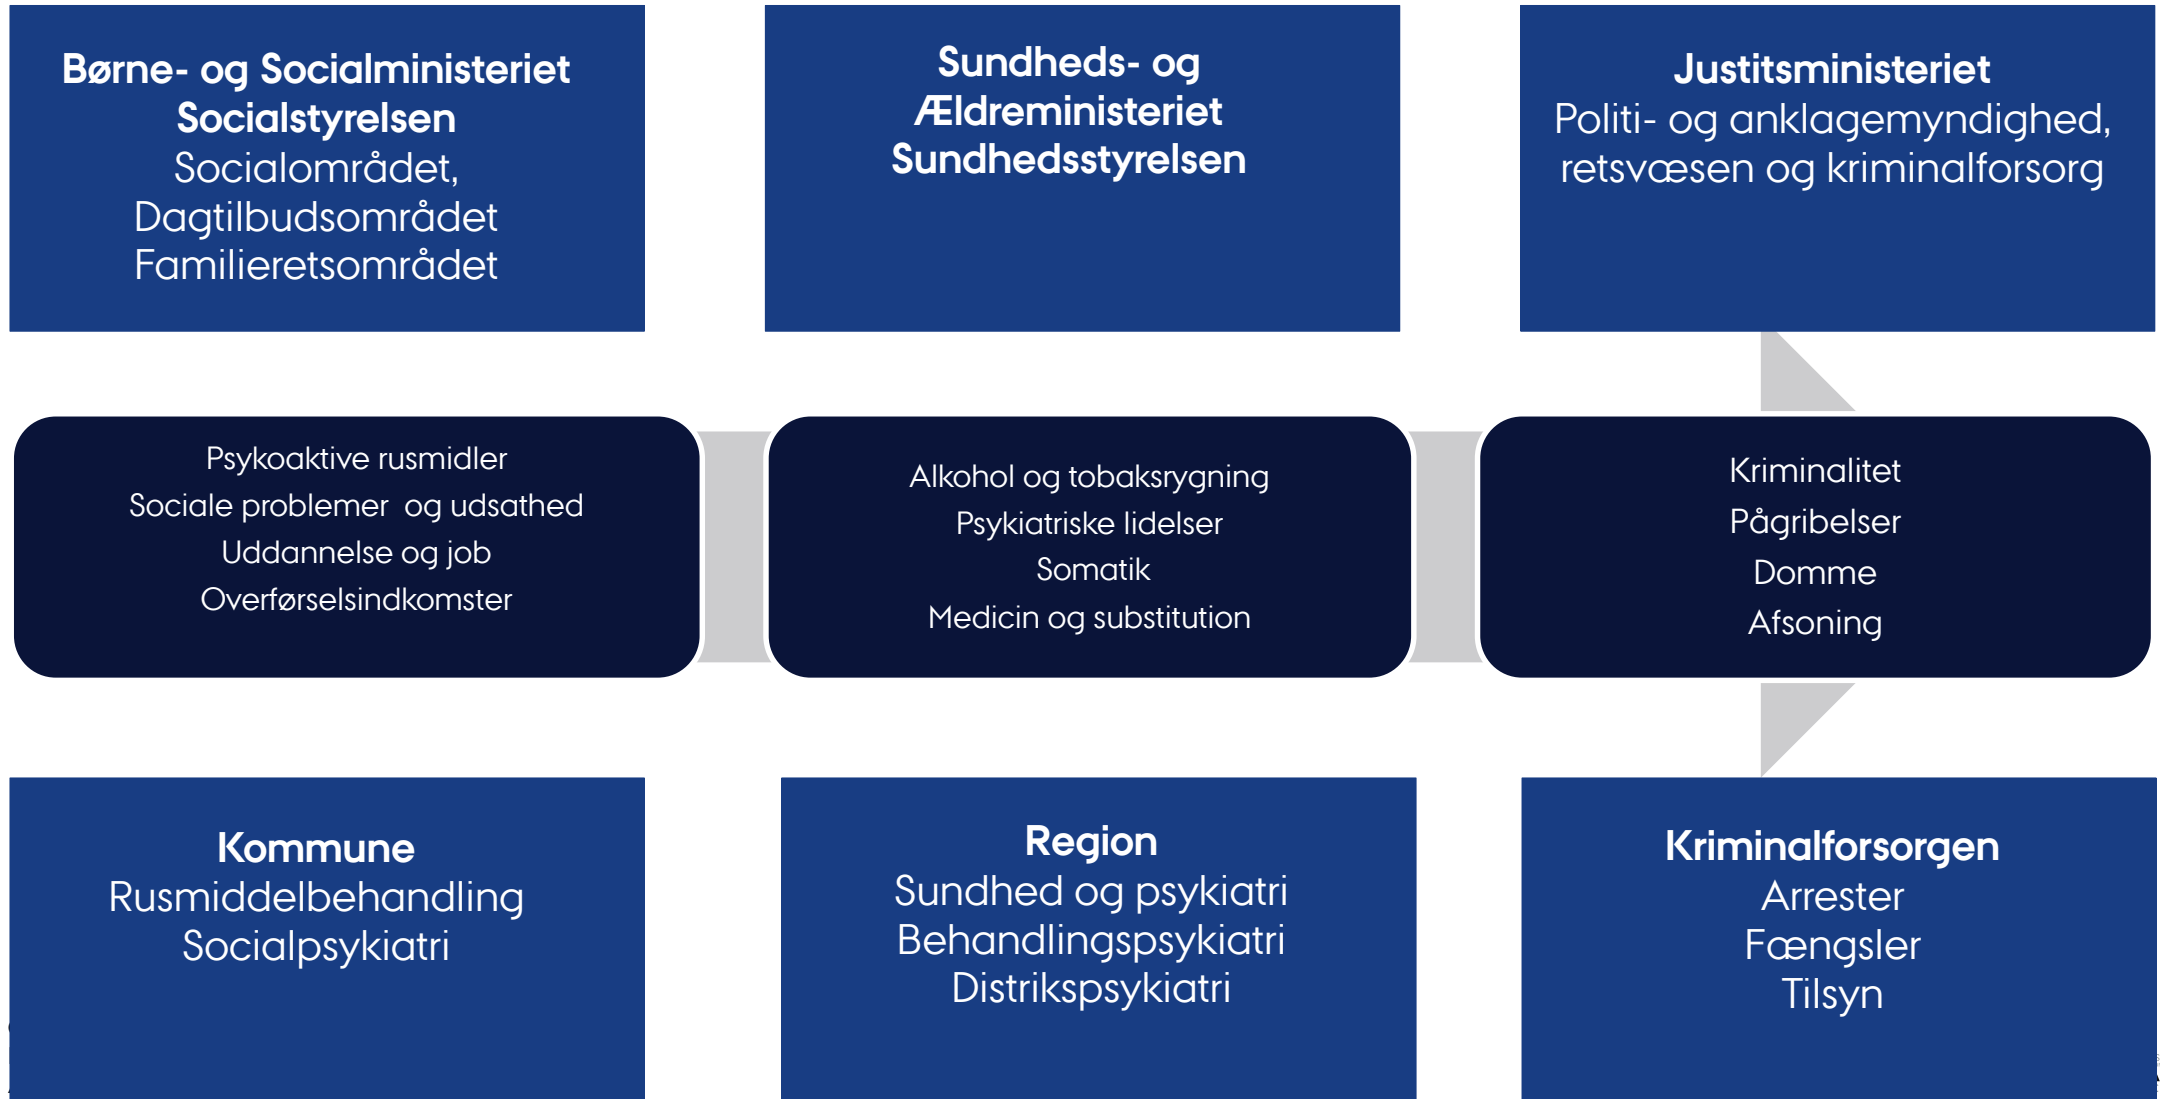 Børne- og Socialministeriet
Socialstyrelsen
Socialområdet,
Dagtilbudsområdet
Familieretsområdet
Sundheds- og
Ældreministeriet
Sundhedsstyrelsen
Justitsministeriet
Politi- og anklagemyndighed,
retsvæsen og kriminalforsorg
Psykoaktive rusmidler
Sociale problemer  og udsathed
Uddannelse og job
Overførselsindkomster
Alkohol og tobaksrygning
Psykiatriske lidelser
Somatik
Medicin og substitution
Kriminalitet
Pågribelser
Domme
Afsoning
Kommune
Rusmiddelbehandling
Socialpsykiatri
Region
Sundhed og psykiatri
Behandlingspsykiatri
Distrikspsykiatri
Kriminalforsorgen
Arrester
Fængsler
Tilsyn